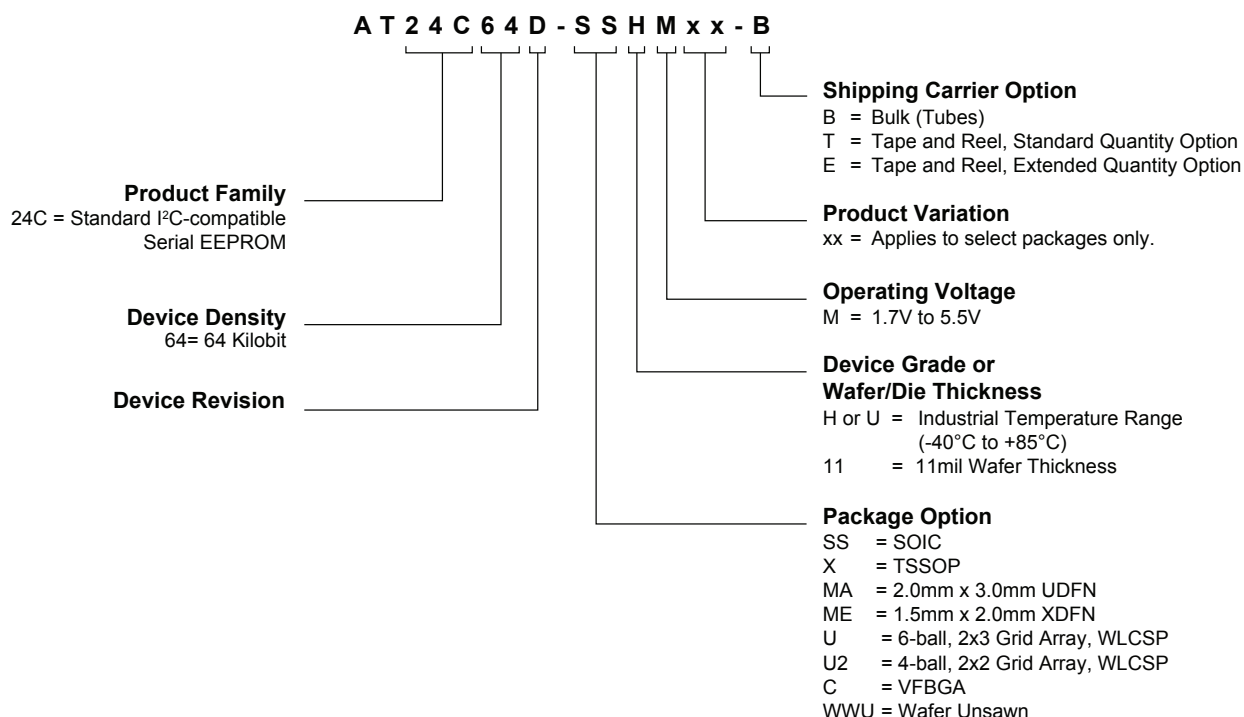 AT24C64D-SSHMxx-B
Shipping Carrier Option
B = Bulk (Tubes)
T = Tape and Reel, Standard Quantity Option
E = Tape and Reel, Extended Quantity Option
Product Family
24C = Standard I²C-compatible
Serial EEPROM
Product Variation
xx = Applies to select packages only.
Operating Voltage
M = 1.7V to 5.5V
Device Density
64= 64 Kilobit
Device Grade or
Wafer/Die Thickness
H or U = Industrial Temperature Range
(-40°C to +85°C)
11 = 11mil Wafer Thickness
Device Revision
Package Option
SS = SOIC
X = TSSOP
MA = 2.0mm x 3.0mm UDFN
ME = 1.5mm x 2.0mm XDFN
U = 6-ball, 2x3 Grid Array, WLCSP
U2 = 4-ball, 2x2 Grid Array, WLCSP
C = VFBGA
WWU = Wafer Unsawn